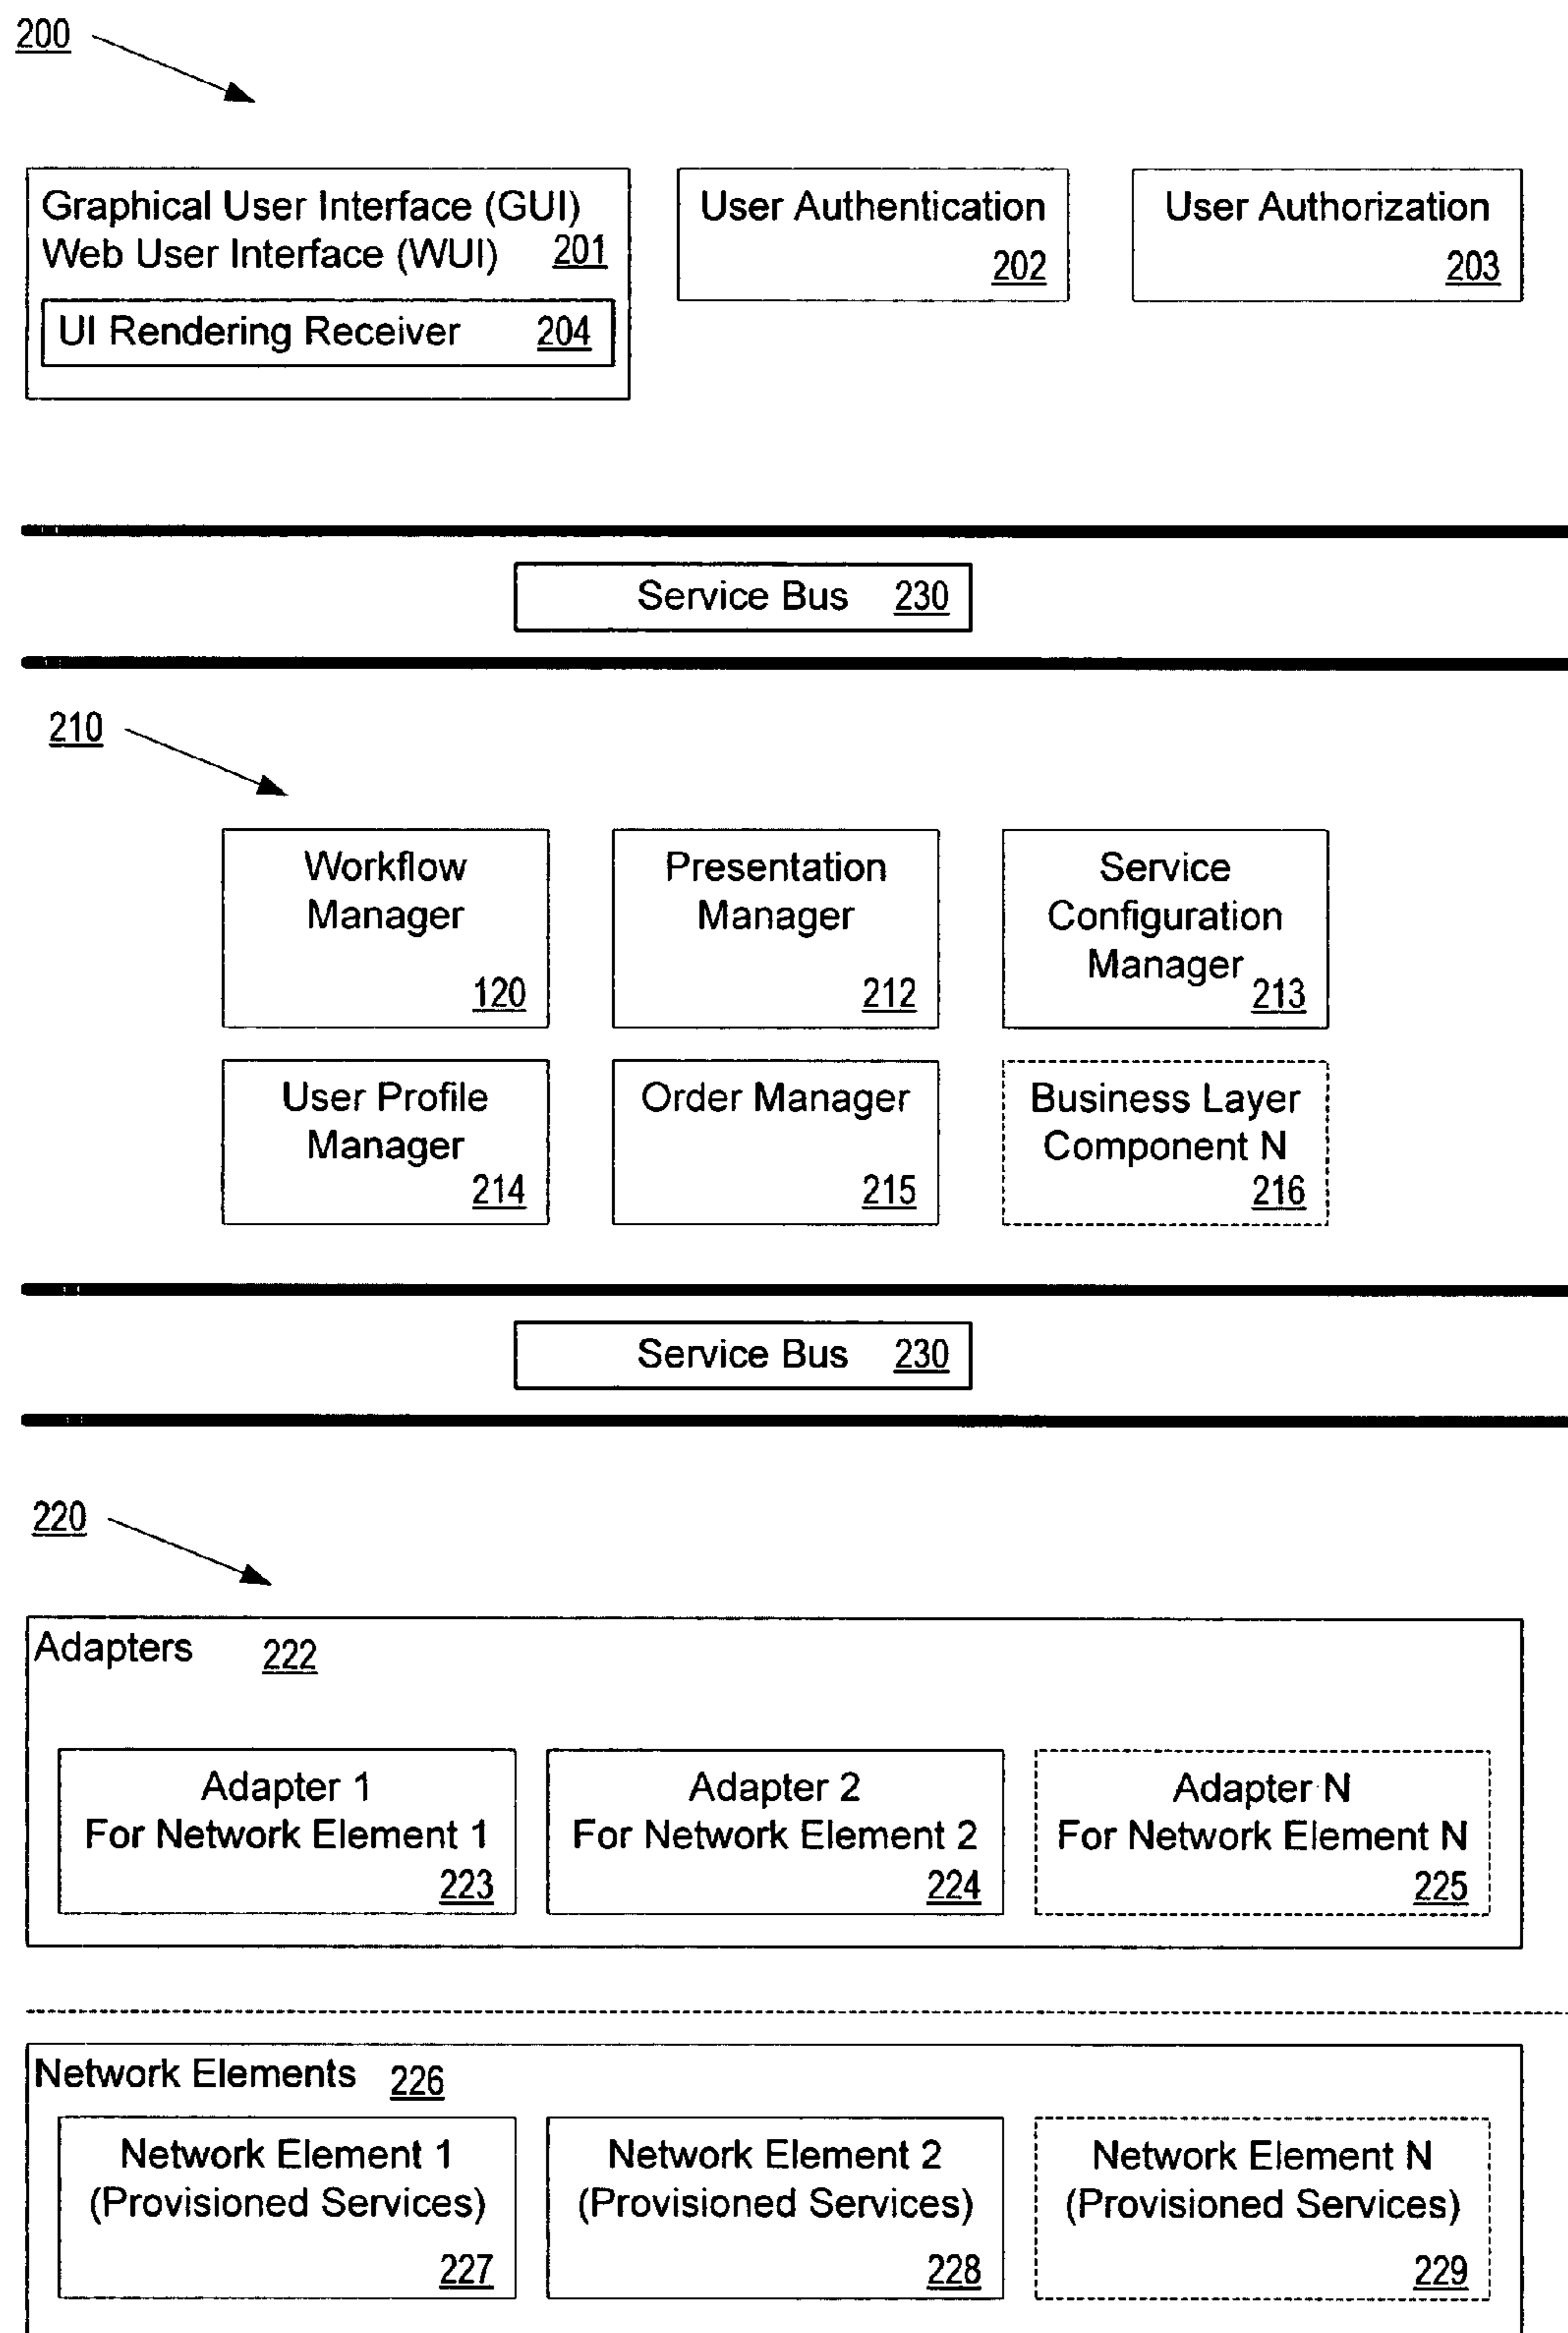 200
Graphical User Interface (GUI)
Web User Interface (WUI) 201
UI Rendering Receiver 204
User Authentication
202
User Authorization
203
Service Bus 230
210
Workflow
Manager
120
Presentation
Manager
212
Service
Configuration
Manager
213
User Profile
Manager
214
Order Manager
215
Business Layer
Component N
216
Service Bus 230
220
Adapters 222
Adapter 1
For Network Element 1
223
Adapter 2
For Network Element 2
224
Adapter N
For Network Element N
225
Network Elements 226
Network Element 1
(Provisioned Services)
227
Network Element 2
(Provisioned Services)
228
Network Element N
(Provisioned Services)
229